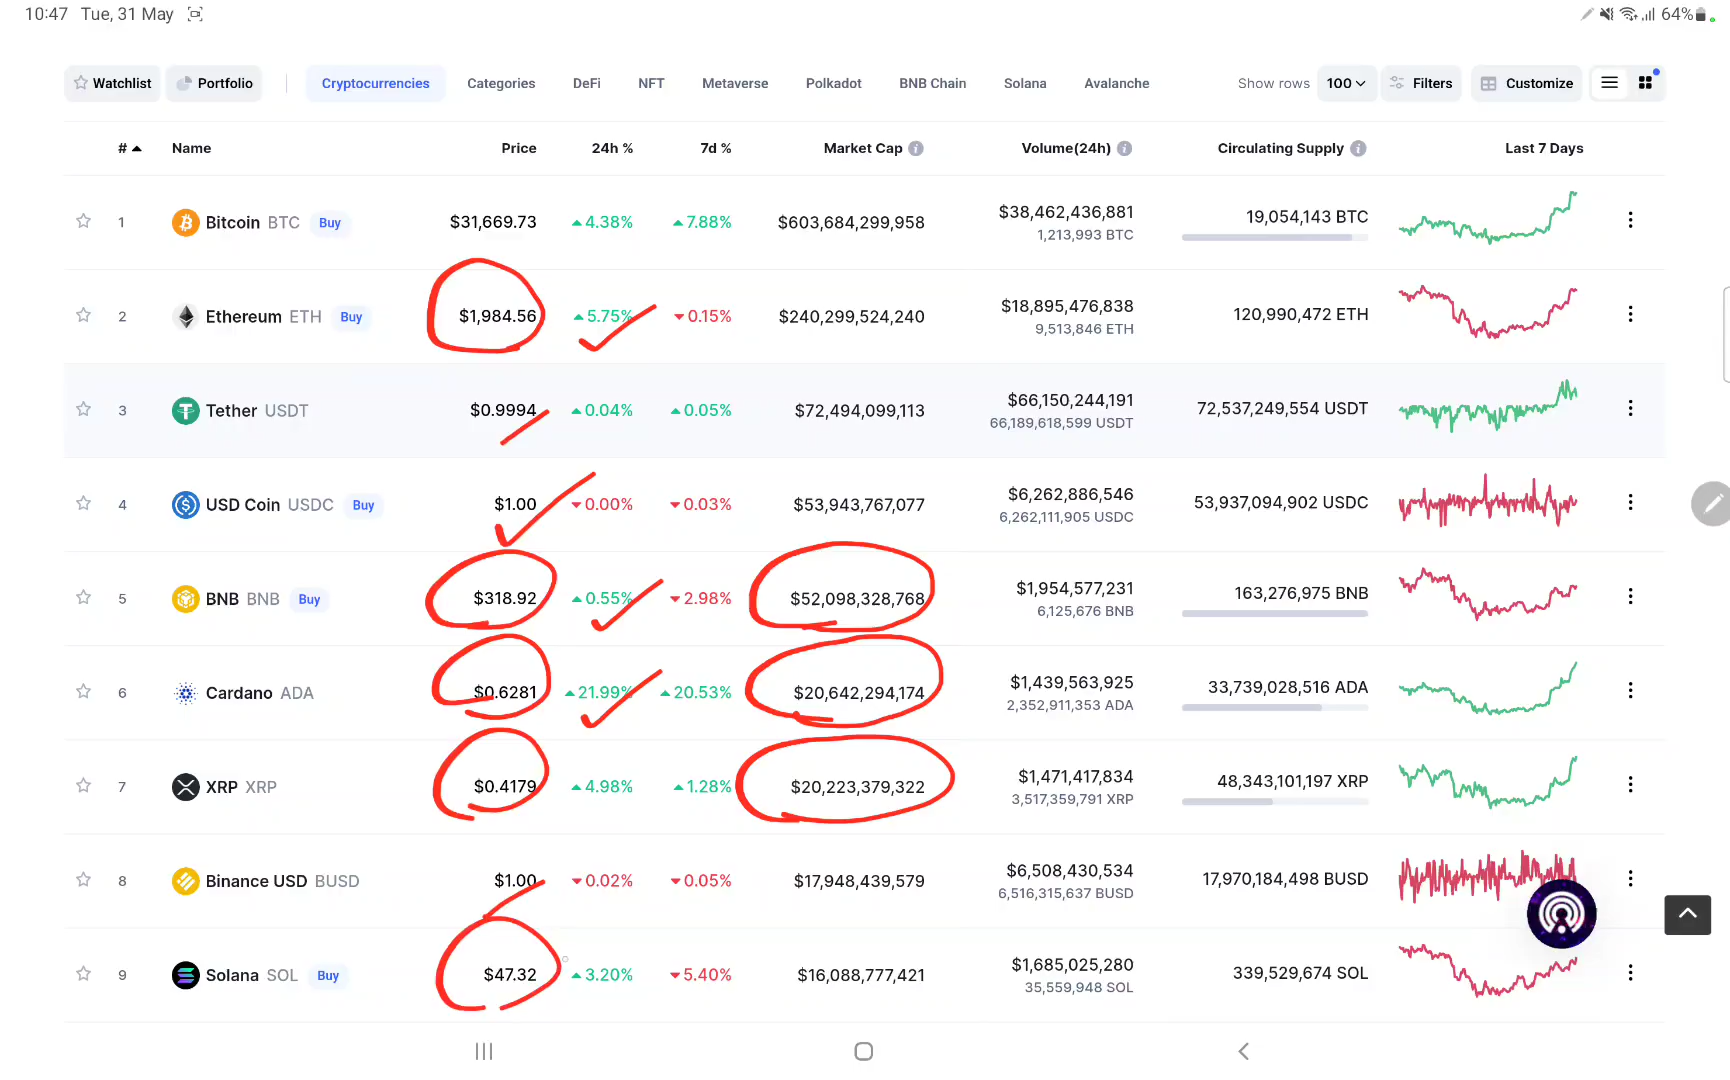 10:47 Tue, 31 May 64%
Watchlist Portfolio Cryptocurrencies Categories DeFi NFT Metaverse Polkadot BNB Chain Solana Avalanche Show rows 100 Filters Customize
# Name Price 24h % 7d % Market Cap Volume(24h) Circulating Supply Last 7 Days
1 Bitcoin BTC Buy $31,669.73 4.38% 7.88% $603,684,299,958 $38,462,436,881 19,054,143 BTC
1,213,993 BTC
2 Ethereum ETH Buy $1,984.56 5.75% 0.15% $240,299,524,240 $18,895,476,838 120,990,472 ETH
9,513,846 ETH
3 Tether USDT $0.9994 0.04% 0.05% $72,494,099,113 $66,150,244,191 72,537,249,554 USDT
66,189,618,599 USDT
4 USD Coin USDC Buy $1.00 0.00% 0.03% $53,943,767,077 $6,262,886,546 53,937,094,902 USDC
6,262,111,905 USDC
5 BNB BNB Buy $318.92 0.55% 2.98% $52,098,328,768 $1,954,577,231 163,276,975 BNB
6,125,676 BNB
6 Cardano ADA $0.6281 21.99% 20.53% $20,642,294,174 $1,439,563,925 33,739,028,516 ADA
2,352,911,353 ADA
7 XRP XRP $0.4179 4.98% 1.28% $20,223,379,322 $1,471,417,834 48,343,101,197 XRP
3,517,359,791 XRP
8 Binance USD BUSD $1.00 0.02% 0.05% $17,948,439,579 $6,508,430,534 17,970,184,498 BUSD
6,516,315,637 BUSD
9 Solana SOL Buy $47.32 3.20% 5.40% $16,088,777,421 $1,685,025,280 339,529,674 SOL
35,559,948 SOL